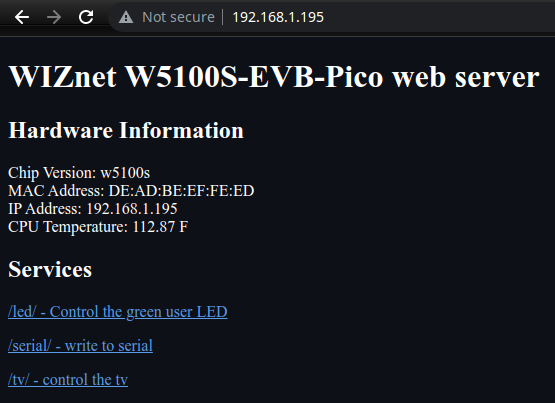 Not secure 192.168.1.195
WIZnet W5100S-EVB-Pico web server
Hardware Information
Chip Version: w5100s
MAC Address: DE:AD:BE:EF:FE:ED
IP Address: 192.168.1.195
CPU Temperature: 112.87 F
Services
/led/ - Control the green user LED
/serial/ - write to serial
/tv/ - control the tv